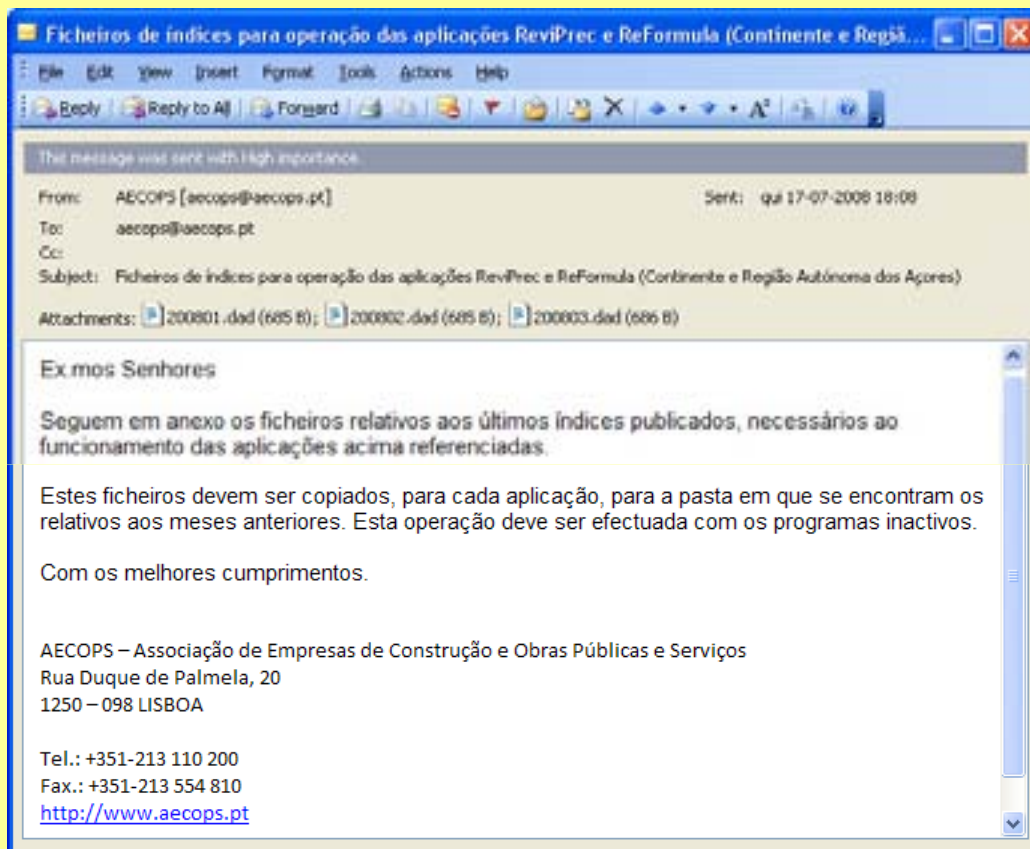 Ficheiros de índices para operação das aplicações ReviPrec e ReFormula (Continente e Regiã...
File Edit View Insert Format Tools Actions Help
Reply Reply to All Forward
This message was sent with High importance.
From: AECOPS [aecops@aecops.pt] Sent: qui 17-07-2008 18:08
To: aecops@aecops.pt
Cc:
Subject: Ficheiros de índices para operação das aplicações ReviPrec e ReFormula (Continente e Região Autónoma dos Açores)
Attachments: 200801.dad (685 B); 200802.dad (685 B); 200803.dad (686 B)
Ex.mos Senhores
Seguem em anexo os ficheiros relativos aos últimos índices publicados, necessários ao
funcionamento das aplicações acima referenciadas.
Estes ficheiros devem ser copiados, para cada aplicação, para a pasta em que se encontram os
relativos aos meses anteriores. Esta operação deve ser efectuada com os programas inactivos.
Com os melhores cumprimentos.
AECOPS – Associação de Empresas de Construção e Obras Públicas e Serviços
Rua Duque de Palmela, 20
1250 – 098 LISBOA
Tel.: +351-213 110 200
Fax.: +351-213 554 810
http://www.aecops.pt